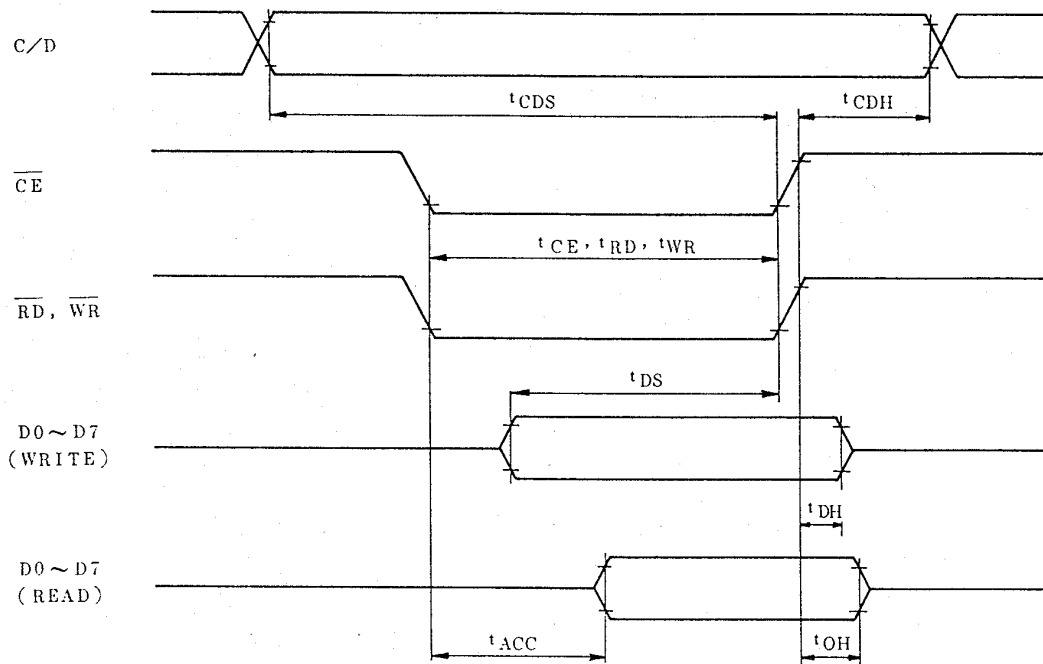 C/D
tCDS
tCDH
CE
tCE, tRD, tWR
RD, WR
tDS
D0~D7
(WRITE)
tDH
D0~D7
(READ)
tACC
tOH